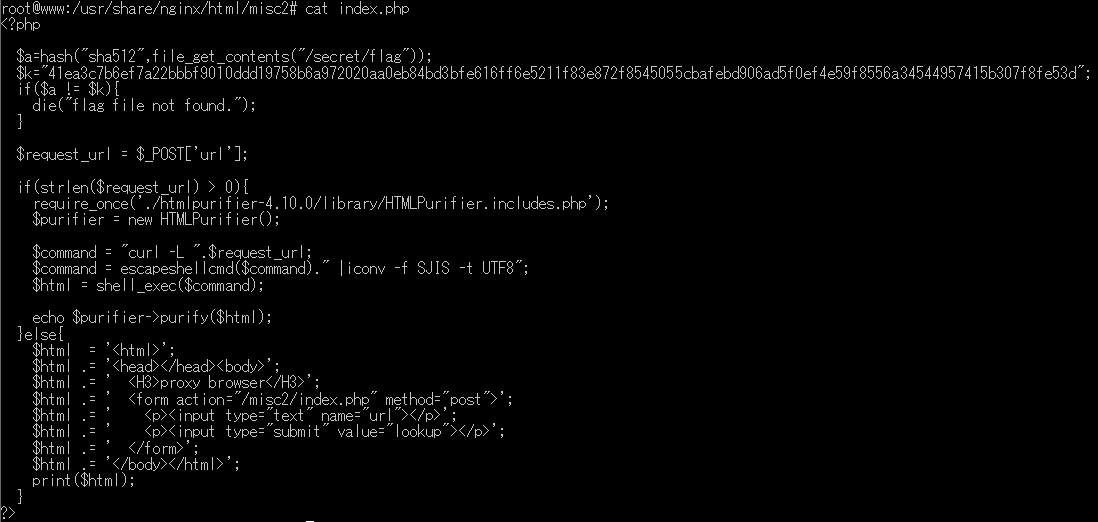 root@www:/usr/share/nginx/html/misc2# cat index.php
<?php

  $a=hash("sha512",file_get_contents("/secret/flag"));
  $k="41ea3c7b6ef7a22bbbf9010ddd19758b6a972020aa0eb84bd3bfe616ff6e5211f83e872f8545055cbafebd906ad5f0ef4e59f8556a34544957415b307f8fe53d";
  if($a != $k){
    die("flag file not found.");
  }

  $request_url = $_POST['url'];

  if(strlen($request_url) > 0){
    require_once('./htmlpurifier-4.10.0/library/HTMLPurifier.includes.php');
    $purifier = new HTMLPurifier();

    $command = "curl -L ".$request_url;
    $command = escapeshellcmd($command)." |iconv -f SJIS -t UTF8";
    $html = shell_exec($command);

    echo $purifier->purify($html);
  }else{
    $html  = '<html>';
    $html .= '<head></head><body>';
    $html .= '  <H3>proxy browser</H3>';
    $html .= '  <form action="/misc2/index.php" method="post">';
    $html .= '    <p><input type="text" name="url"></p>';
    $html .= '    <p><input type="submit" value="lookup"></p>';
    $html .= '  </form>';
    $html .= '</body></html>';
    print($html);
  }
?>